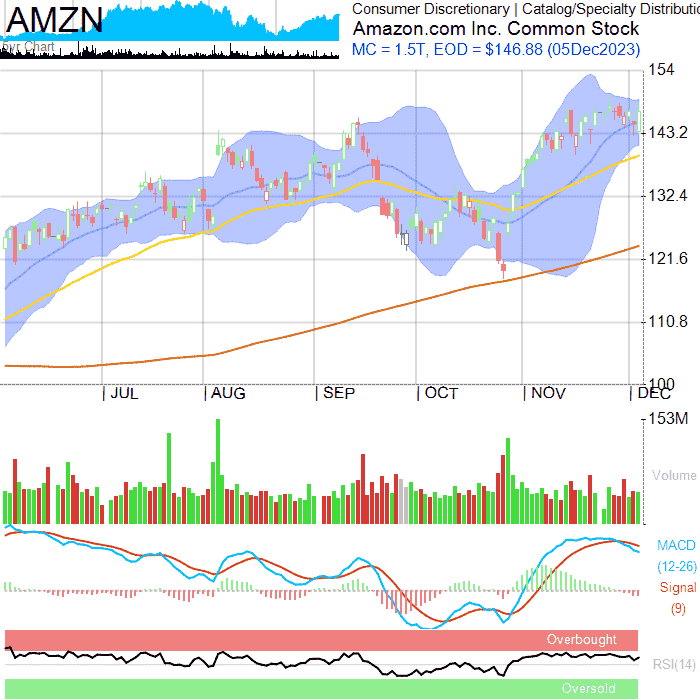 AMZN
5yr Chart
Consumer Discretionary | Catalog/Specialty Distributio
Amazon.com Inc. Common Stock
MC = 1.5T, EOD = $146.88 (05Dec2023)
154
143.2
132.4
121.6
110.8
100
JUL AUG SEP OCT NOV DEC
153M
Volume
MACD
(12-26)
Signal
(9)
Overbought
RSI(14)
Oversold